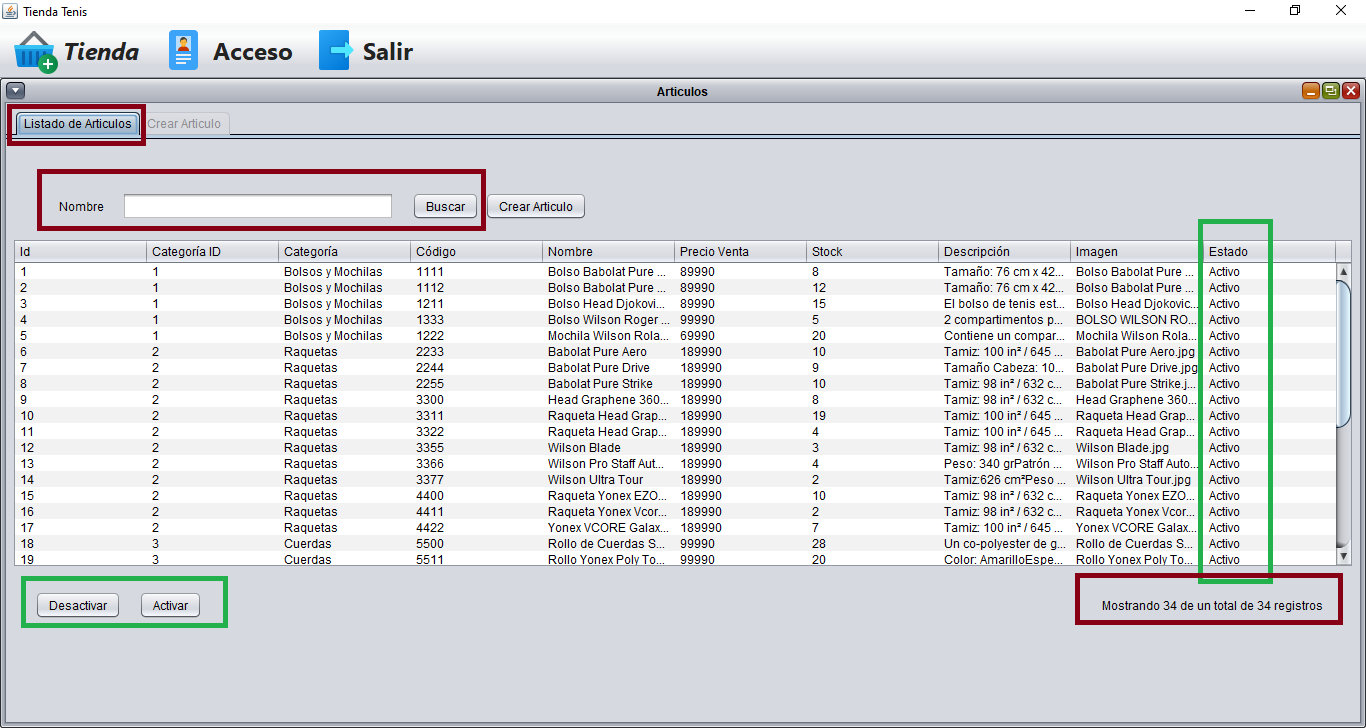 Tienda Tenis
Tienda Acceso Salir
Articulos
Listado de Articulos Crear Articulo
Nombre Buscar Crear Articulo
Id Categoría ID Categoría Código Nombre Precio Venta Stock Descripción Imagen Estado
1 1 Bolsos y Mochilas 1111 Bolso Babolat Pure ... 89990 8 Tamaño: 76 cm x 42... Bolso Babolat Pure ... Activo
2 1 Bolsos y Mochilas 1112 Bolso Babolat Pure ... 89990 12 Tamaño: 76 cm x 42... Bolso Babolat Pure ... Activo
3 1 Bolsos y Mochilas 1211 Bolso Head Djokovi... 89990 15 El bolso de tenis est... Bolso Head Djokovic... Activo
4 1 Bolsos y Mochilas 1333 Bolso Wilson Roger ... 99990 5 2 compartimentos p... BOLSO WILSON RO... Activo
5 1 Bolsos y Mochilas 1222 Mochila Wilson Rola... 69990 20 Contiene un compar... Mochila Wilson Rola... Activo
6 2 Raquetas 2233 Babolat Pure Aero 189990 10 Tamiz: 100 in² / 645 ... Babolat Pure Aero.jpg Activo
7 2 Raquetas 2244 Babolat Pure Drive 189990 9 Tamaño Cabeza: 10... Babolat Pure Drive.jpg Activo
8 2 Raquetas 2255 Babolat Pure Strike 189990 10 Tamiz: 98 in² / 632 c... Babolat Pure Strike.j... Activo
9 2 Raquetas 3300 Head Graphene 360... 189990 8 Tamiz: 98 in² / 632 c... Head Graphene 360... Activo
10 2 Raquetas 3311 Raqueta Head Grap... 189990 19 Tamiz: 100 in² / 645 ... Raqueta Head Grap... Activo
11 2 Raquetas 3322 Raqueta Head Grap... 189990 4 Tamiz: 100 in² / 645 ... Raqueta Head Grap... Activo
12 2 Raquetas 3355 Wilson Blade 189990 3 Tamiz: 98 in² / 632 c... Wilson Blade.jpg Activo
13 2 Raquetas 3366 Wilson Pro Staff Aut... 189990 4 Peso: 340 grPatrón ... Wilson Pro Staff Auto... Activo
14 2 Raquetas 3377 Wilson Ultra Tour 189990 2 Tamiz:626 cm²Peso ... Wilson Ultra Tour.jpg Activo
15 2 Raquetas 4400 Raqueta Yonex EZO... 189990 10 Tamiz: 98 in² / 632 c... Raqueta Yonex EZO... Activo
16 2 Raquetas 4411 Raqueta Yonex Vcor... 189990 2 Tamiz: 98 in² / 632 c... Raqueta Yonex Vcor... Activo
17 2 Raquetas 4422 Yonex VCORE Galax... 189990 7 Tamiz: 100 in² / 645 ... Yonex VCORE Galax... Activo
18 3 Cuerdas 5500 Rollo de Cuerdas S... 99990 28 Un co-polyester de g... Rollo de Cuerdas S... Activo
19 3 Cuerdas 5511 Rollo Yonex Poly To... 99990 20 Color: AmarilloEspe... Rollo Yonex Poly To... Activo
Desactivar Activar Mostrando 34 de un total de 34 registros